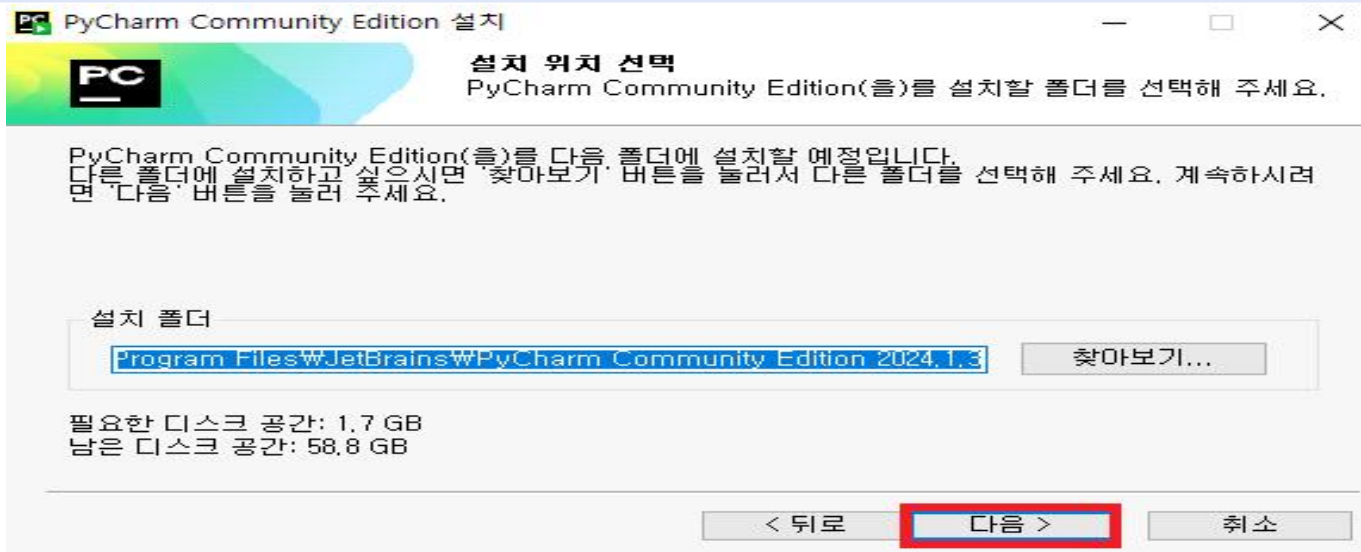 PyCharm Community Edition 설치
PC
설치 위치 선택
PyCharm Community Edition(을)를 설치할 폴더를 선택해 주세요.
PyCharm Community Edition(을)를 다음 폴더에 설치할 예정입니다.
다른 폴더에 설치하고 싶으시면 '찾아보기' 버튼을 눌러서 다른 폴더를 선택해 주세요. 계속하시려
면 '다음' 버튼을 눌러 주세요.
설치 폴더
Program Files₩JetBrains₩PyCharm Community Edition 2024.1.3
찾아보기...
필요한 디스크 공간: 1.7 GB
남은 디스크 공간: 58.8 GB
< 뒤로
다음 >
취소